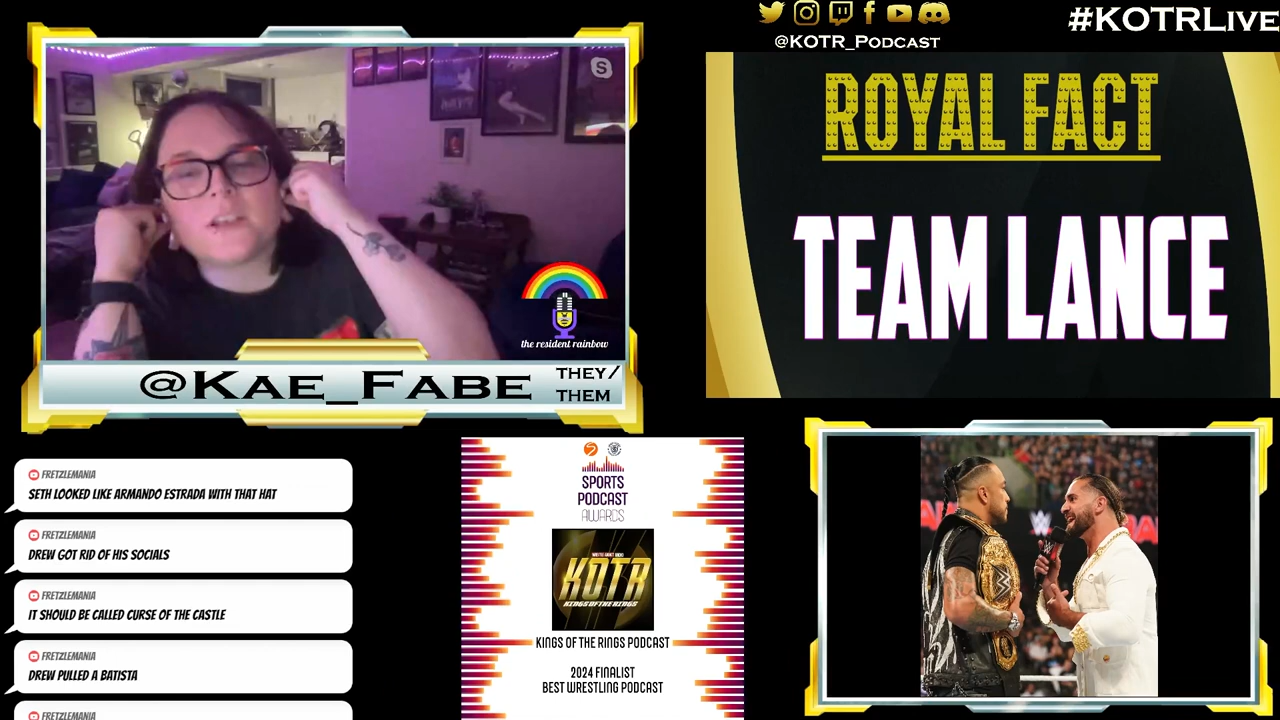 @KOTR_PODCAST
#KOTRLIVE
ROYAL FACT
TEAM LANCE
the resident rainbow
@KAE_FABE
THEY/
THEM
FRETZLEMANIA
SETH LOOKED LIKE ARMANDO ESTRADA WITH THAT HAT
FRETZLEMANIA
DREW GOT RID OF HIS SOCIALS
FRETZLEMANIA
IT SHOULD BE CALLED CURSE OF THE CASTLE
FRETZLEMANIA
DREW PULLED A BATISTA
FRETZLEMANIA
SPORTS
PODCAST
AWARDS
KOTR
KINGS OF THE RINGS
KINGS OF THE RINGS PODCAST
2024 FINALIST
BEST WRESTLING PODCAST